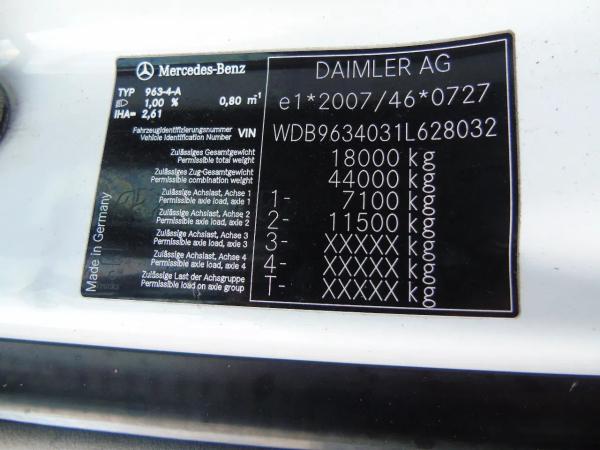 Mercedes-Benz
DAIMLER AG
TYP 963-4-A
1,00 % 0,80 m⁻¹
IHA= 2,61
e1*2007/46*0727
Fahrzeugidentifizierungsnummer
Vehicle Identification Number VIN WDB9634031L628032
Zulässiges Gesamtgewicht
Permissible total weight 18000 kg
Zulässiges Zug-Gesamtgewicht
Permissible combination weight 44000 kg
Zulässige Achslast, Achse 1
Permissible axle load, axle 1 1- 7100 kg
Zulässige Achslast, Achse 2
Permissible axle load, axle 2 2- 11500 kg
Zulässige Achslast, Achse 3
Permissible axle load, axle 3 3- XXXXX kg
Zulässige Achslast, Achse 4
Permissible axle load, axle 4 4- XXXXX kg
Zulässige Last der Achsgruppe
Permissible load on axle group T- XXXXX kg
Made in Germany